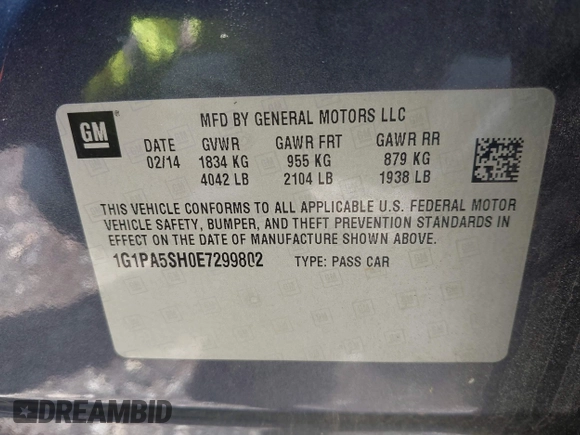 GM
MFD BY GENERAL MOTORS LLC
DATE GVWR GAWR FRT GAWR RR
02/14 1834 KG 955 KG 879 KG
4042 LB 2104 LB 1938 LB
THIS VEHICLE CONFORMS TO ALL APPLICABLE U.S. FEDERAL MOTOR
VEHICLE SAFETY, BUMPER, AND THEFT PREVENTION STANDARDS IN
EFFECT ON THE DATE OF MANUFACTURE SHOWN ABOVE.
1G1PA5SH0E7299802 TYPE: PASS CAR
DREAMBID